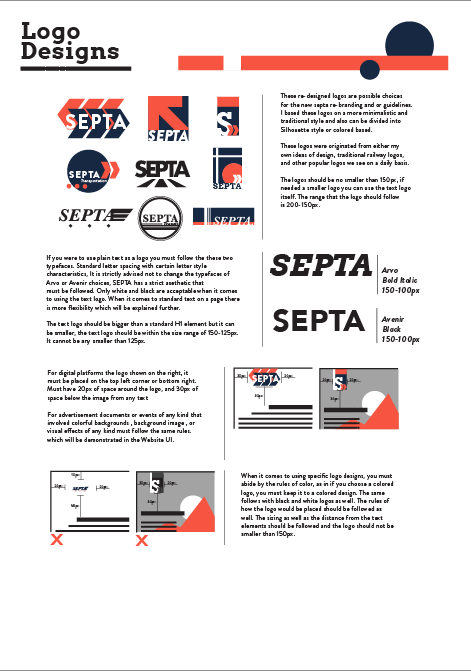 Logo
Designs
SEPTA
SEPTA
S
SEPTA
Transportation
SEPTA
SEPTA
SEPTA
SEPTA
SEPTA
These re-designed logos are possible choices
for the new septa re-branding and or guidelines.
I based these logos on a more minimalistic and
traditional style and also can be divided into
Silhouette style or colored based.
These logos were originated from either my
own ideas of design, traditional railway logos,
and other popular logos we see on a daily basis.
The logos should be no smaller than 150px, if
needed a smaller logo you can use the text logo
itself. The range that the logo should follow
is 200-150px.
If you were to use plain text as a logo you must follow the these two
typefaces. Standard letter spacing with certain letter style
characteristics, It is strictly advised not to change the typefaces of
Arvo or Avenir choices, SEPTA has a strict aesthetic that
must be followed. Only white and black are acceptable when it comes
to using the text logo. When it comes to standard text on a page there
is more flexibility which will be explained further.
The text logo should be bigger than a standard H1 element but it can
be smaller, the text logo should be within the size range of 150-125px.
It cannot be any smaller than 125px.
SEPTA
Arvo
Bold Italic
150-100px
SEPTA
Avenir
Black
150-100px
For digital platforms the logo shown on the right, it
must be placed on the top left corner or bottom right.
Must have 20px of space around the logo, and 30px of
space below the image from any text
For advertisement documents or events of any kind that
involved colorful backgrounds, background image, or
visual effects of any kind must follow the same rules.
which will be demonstrated in the Website UI.
SEPTA
S
SEPTA
S
X
X
When it comes to using specific logo designs, you must
abide by the rules of color, as in if you choose a colored
logo, you must keep it to a colored design. The same
follows with black and white logos as well. The rules of
how the logo would be placed should be followed as
well. The sizing as well as the distance from the text
elements should be followed and the logo should not be
smaller than 150px.